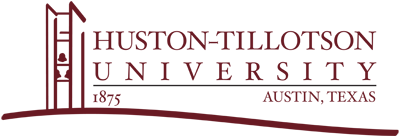 HUSTON-TILLOTSON
UNIVERSITY
1875 AUSTIN, TEXAS